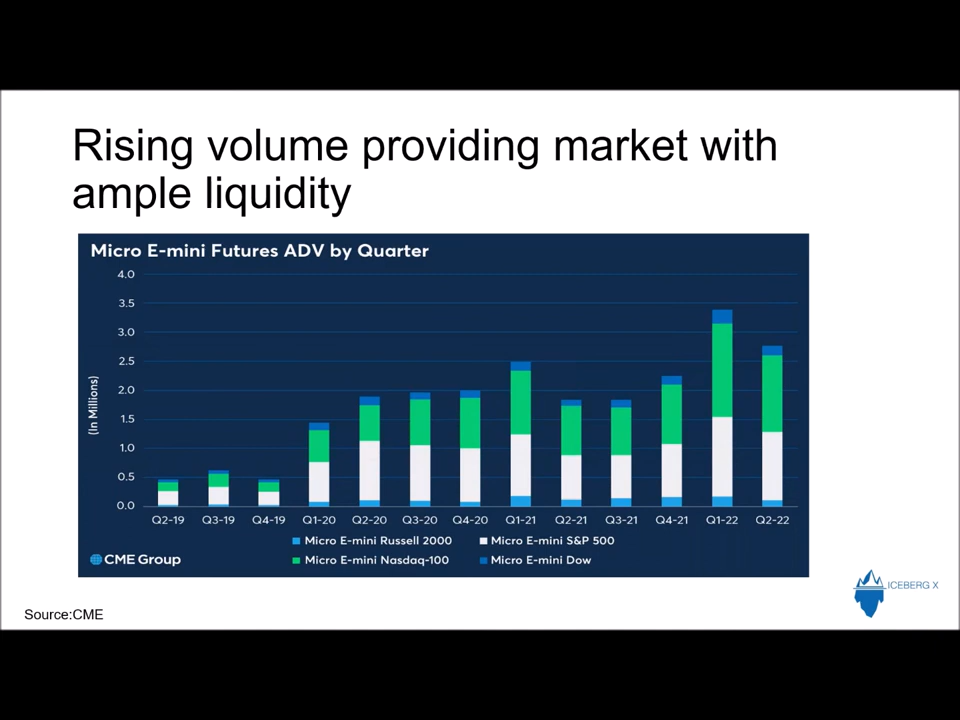 Rising volume providing market with
ample liquidity
Micro E-mini Futures ADV by Quarter
(In Millions)
4.0
3.5
3.0
2.5
2.0
1.5
1.0
0.5
0.0
Q2-19 Q3-19 Q4-19 Q1-20 Q2-20 Q3-20 Q4-20 Q1-21 Q2-21 Q3-21 Q4-21 Q1-22 Q2-22
Micro E-mini Russell 2000 Micro E-mini S&P 500
Micro E-mini Nasdaq-100 Micro E-mini Dow
CME Group
ICEBERG X
Source:CME